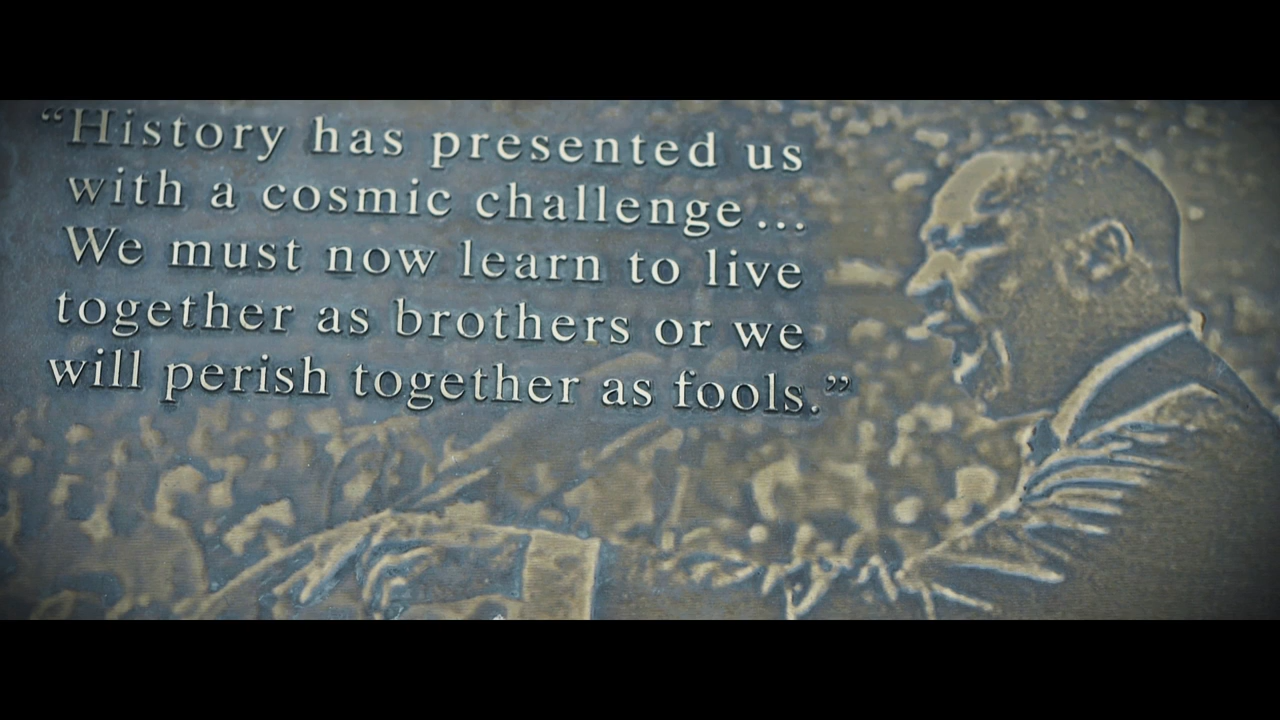 “History has presented us
with a cosmic challenge...
We must now learn to live
together as brothers or we
will perish together as fools.”